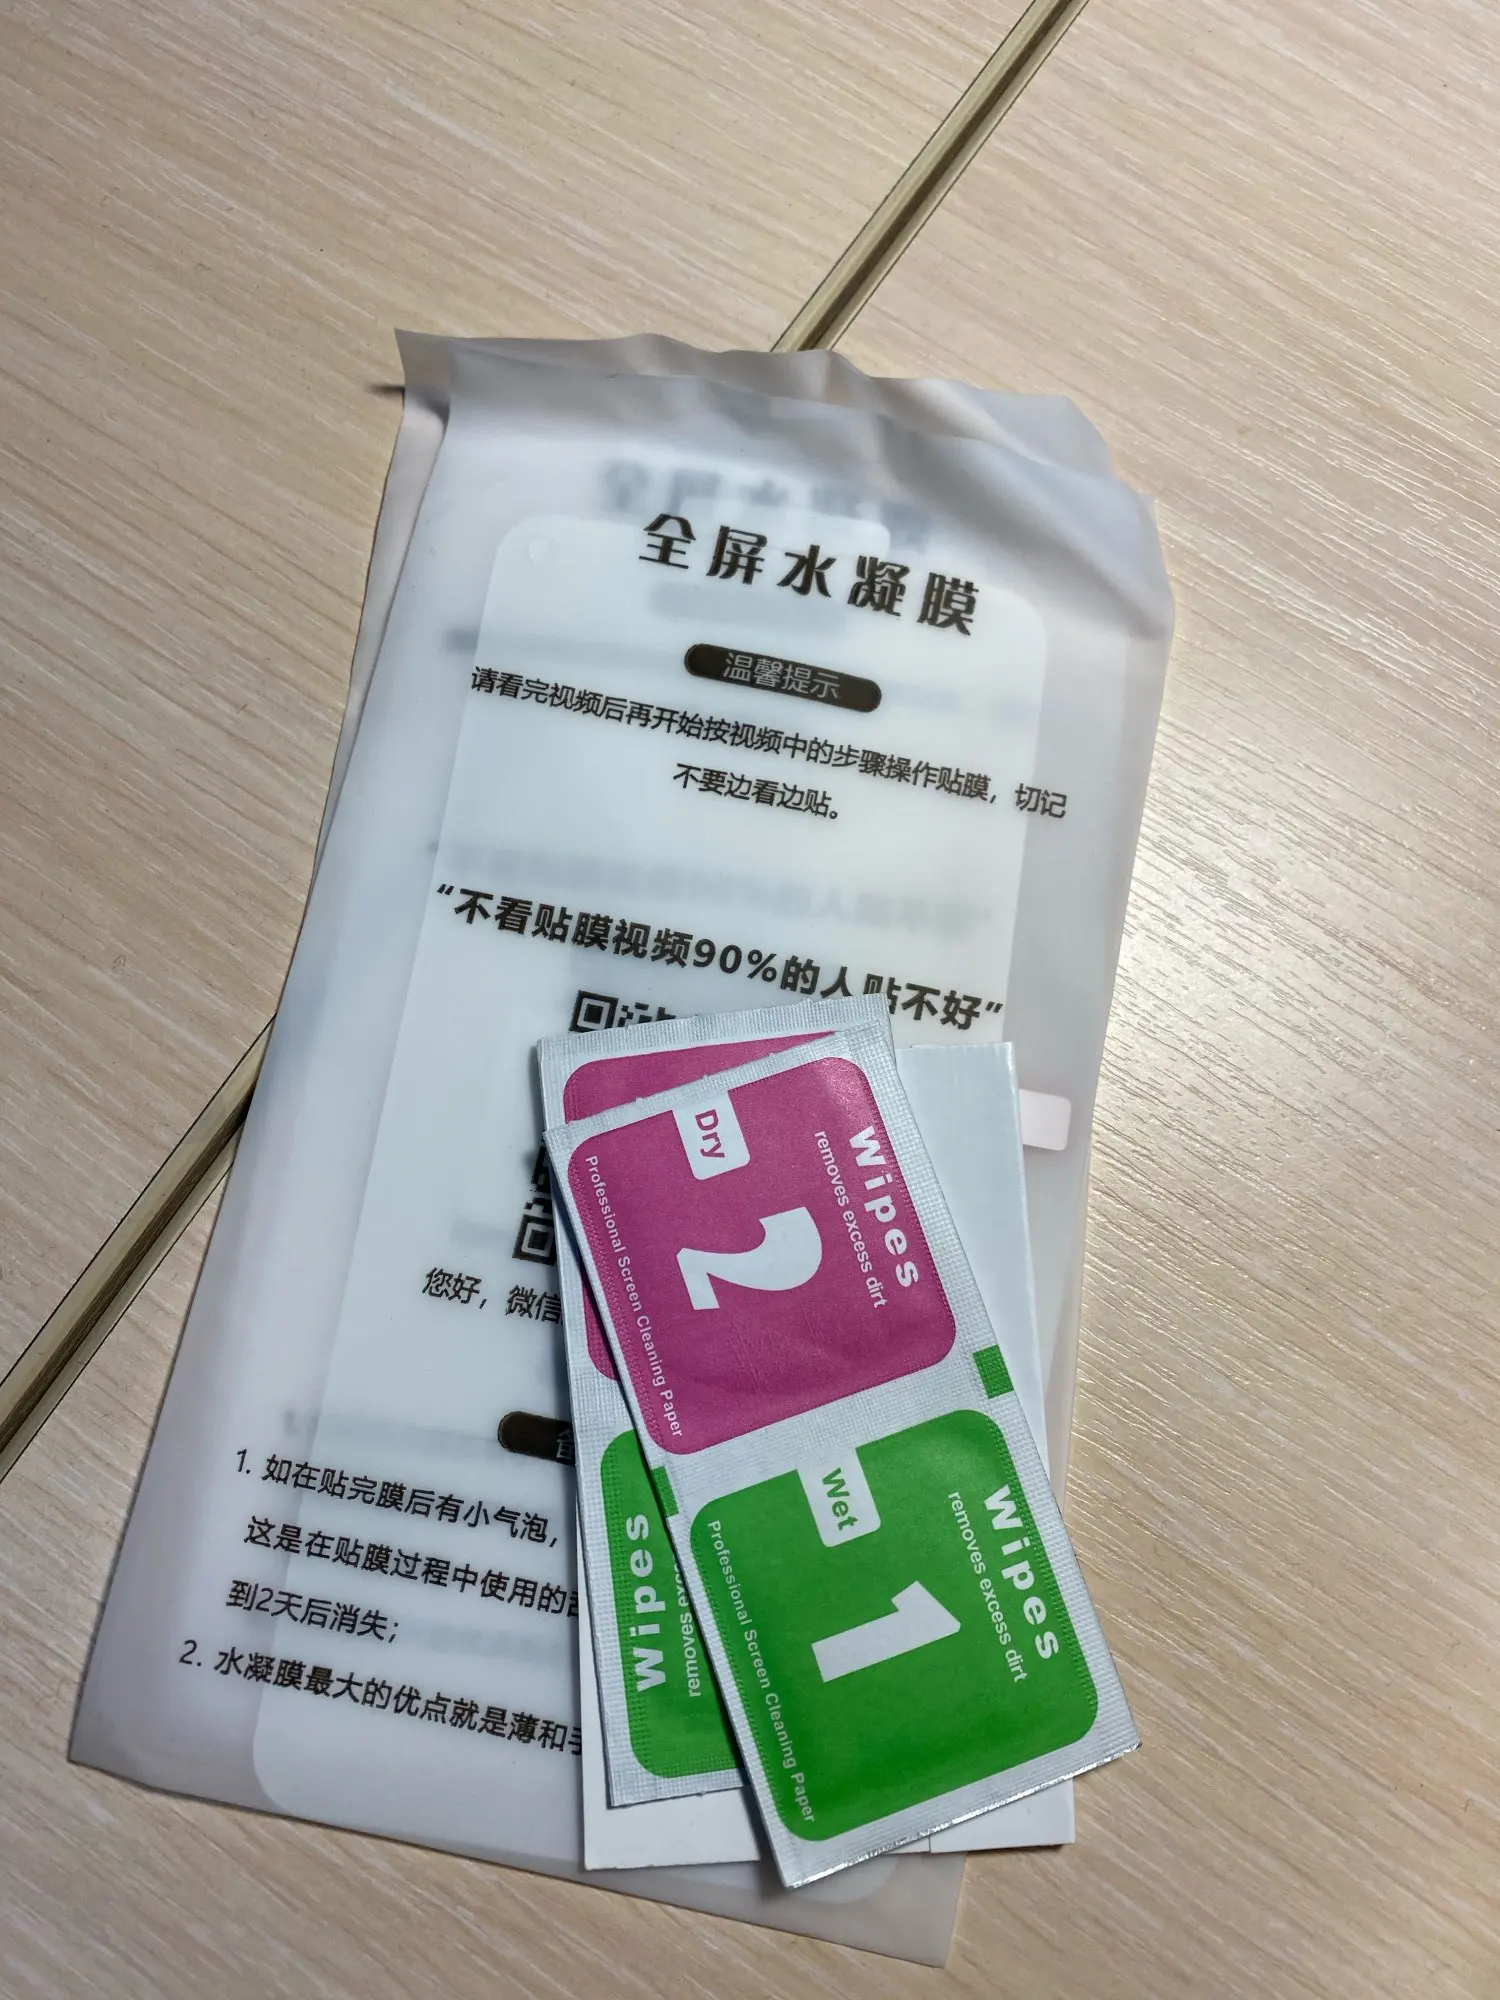 全屏水凝膜
温馨提示
请看完视频后再开始按视频中的步骤操作贴膜，切记
不要边看边贴。
“不看贴膜视频90%的人贴不好”
您好，微信
1. 如在贴完膜后有小气泡，
这是在贴膜过程中使用的
到2天后消失；
2. 水凝膜最大的优点就是薄和
Wipes
removes excess dirt
2
Dry
Professional Screen Cleaning Paper
Wipes
removes excess dirt
1
Wet
Professional Screen Cleaning Paper
Wipes
removes